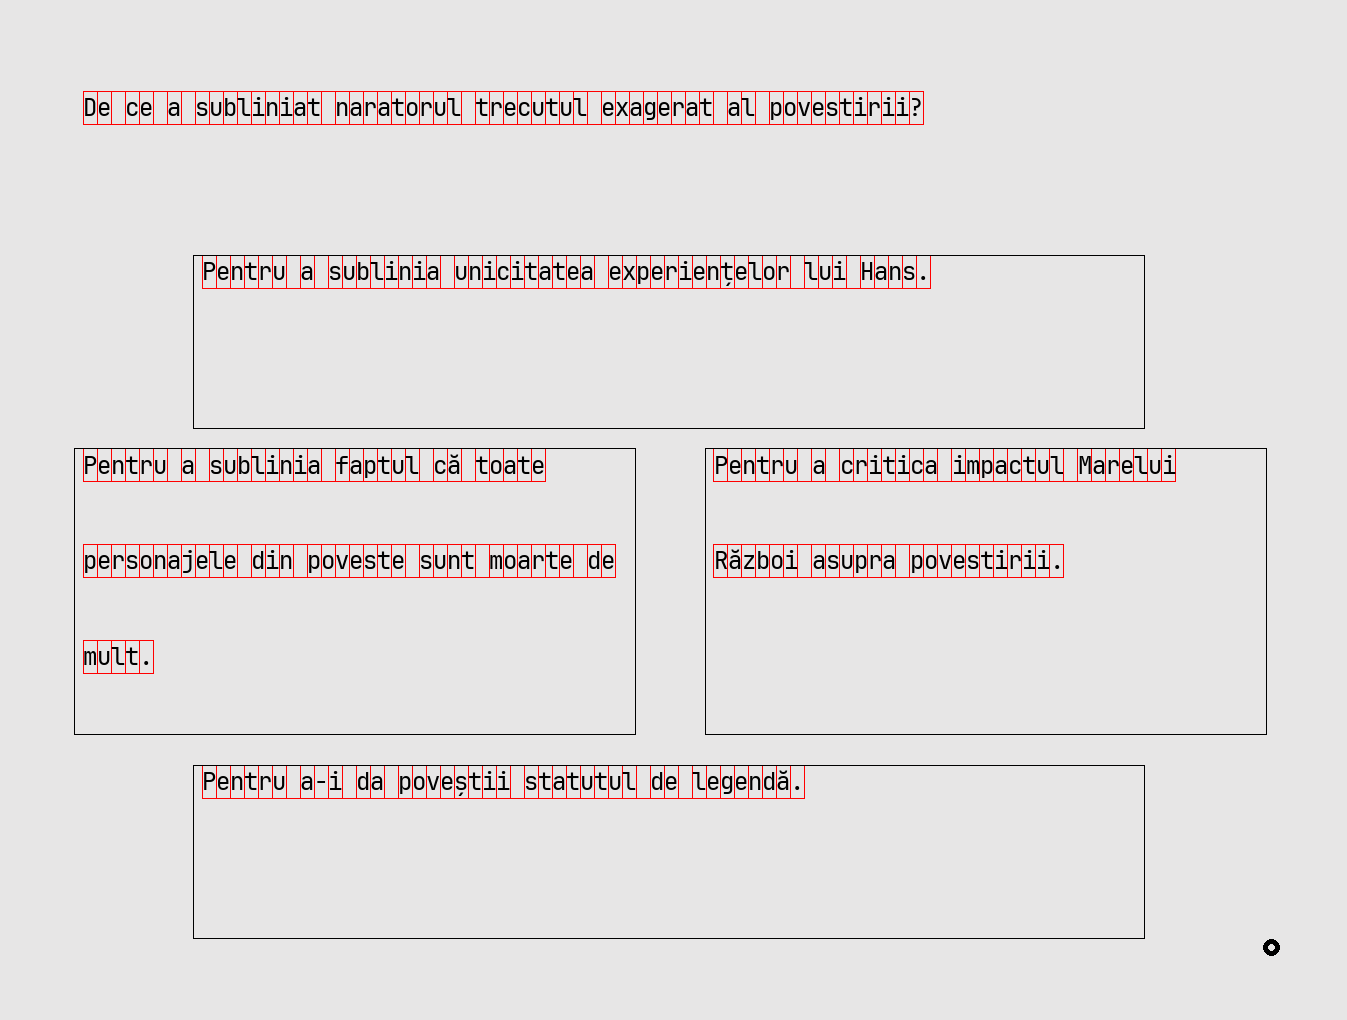 De ce a subliniat naratorul trecutul exagerat al povestirii?
Pentru a sublinia unicitatea experiențelor lui Hans.
Pentru a sublinia faptul că toate
personajele din poveste sunt moarte de
mult.
Pentru a critica impactul Marelui
Război asupra povestirii.
Pentru a-i da poveștii statutul de legendă.